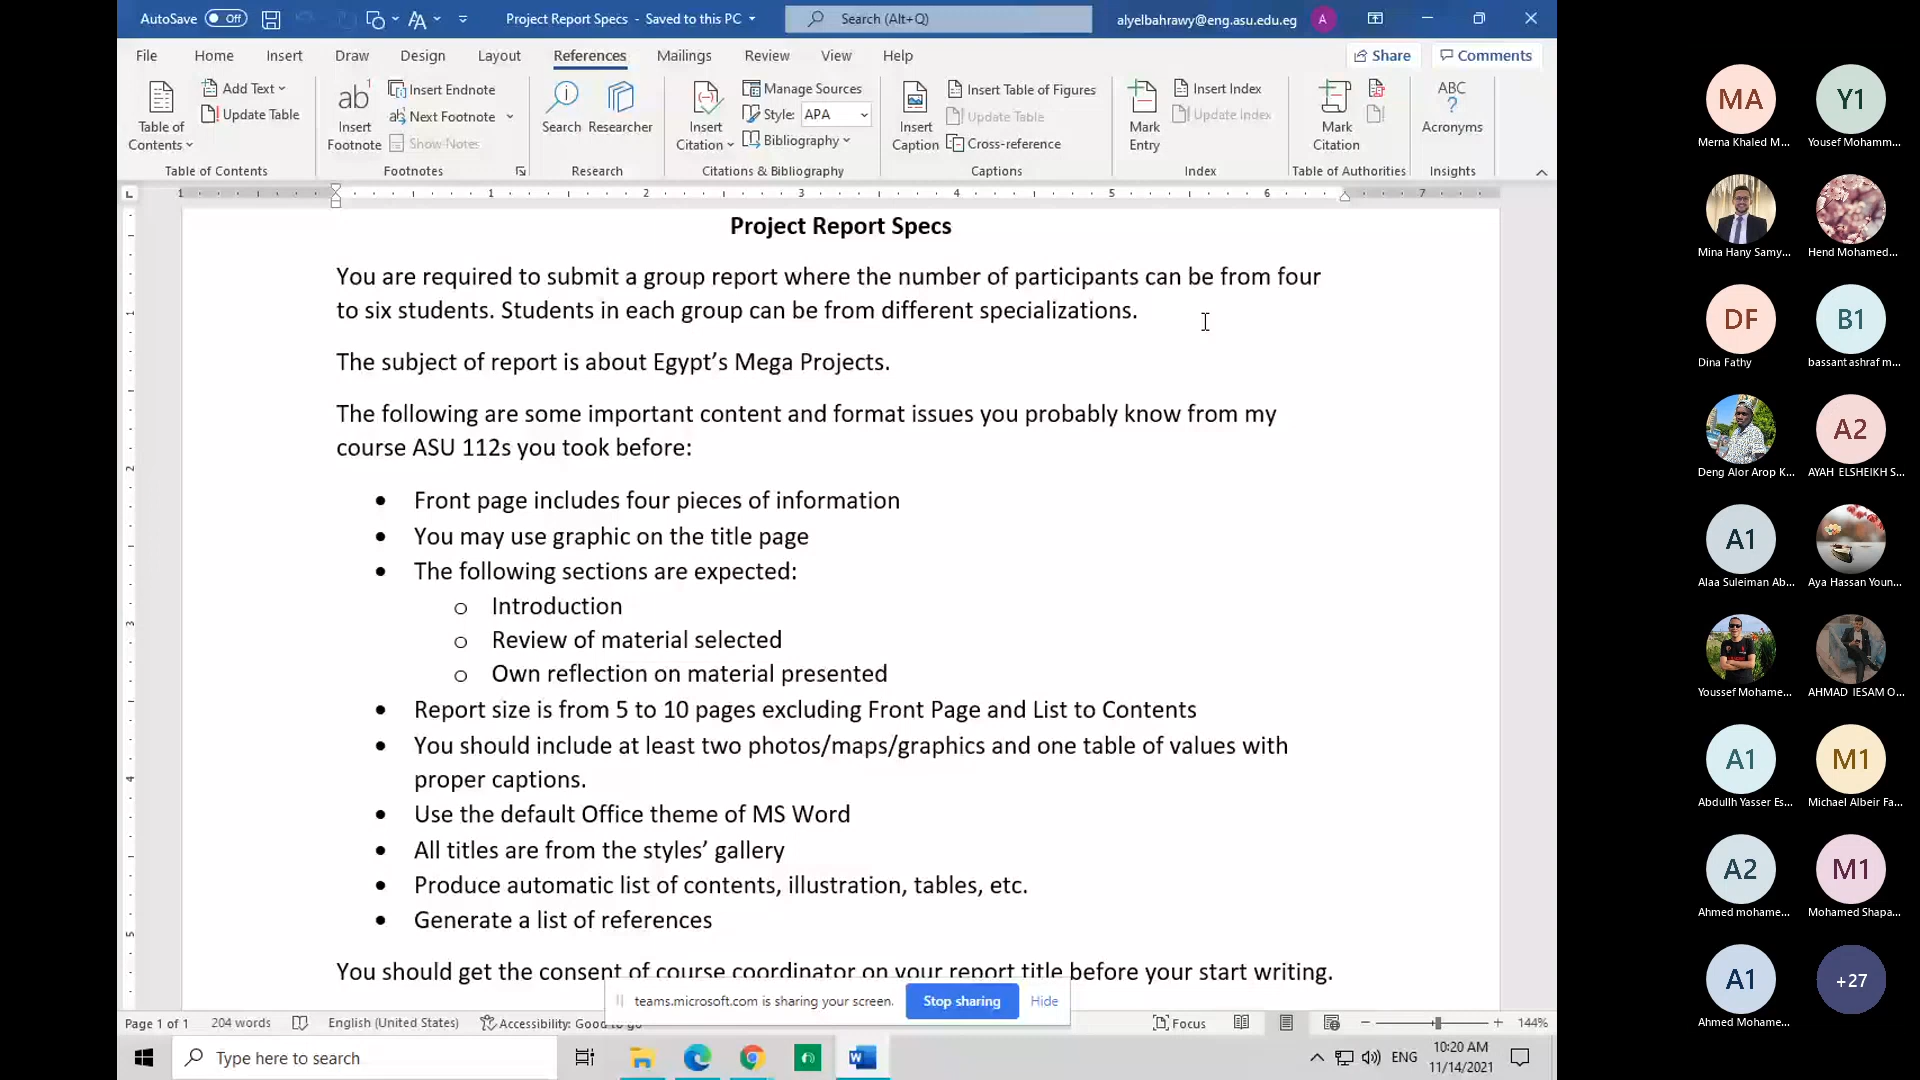 AutoSave Off Project Report Specs - Saved to this PC Search (Alt+Q) alyelbahrawy@eng.asu.edu.eg A
File Home Insert Draw Design Layout References Mailings Review View Help Share Comments
Table of Contents
Add Text
Update Table
Table of Contents
ab¹
Insert Footnote
Insert Endnote
Next Footnote
Show Notes
Footnotes
Search
Researcher
Research
Insert Citation
Manage Sources
Style: APA
Bibliography
Citations & Bibliography
Insert Caption
Insert Table of Figures
Update Table
Cross-reference
Captions
Mark Entry
Insert Index
Update Index
Index
Mark Citation
Table of Authorities
ABC
?
Acronyms
Insights
1 1 2 3 4 5 6 7
Project Report Specs
You are required to submit a group report where the number of participants can be from four
to six students. Students in each group can be from different specializations.
The subject of report is about Egypt’s Mega Projects.
The following are some important content and format issues you probably know from my
course ASU 112s you took before:
• Front page includes four pieces of information
• You may use graphic on the title page
• The following sections are expected:
o Introduction
o Review of material selected
o Own reflection on material presented
• Report size is from 5 to 10 pages excluding Front Page and List to Contents
• You should include at least two photos/maps/graphics and one table of values with
proper captions.
• Use the default Office theme of MS Word
• All titles are from the styles’ gallery
• Produce automatic list of contents, illustration, tables, etc.
• Generate a list of references
You should get the consent of course coordinator on your report title before your start writing.
teams.microsoft.com is sharing your screen. Stop sharing Hide
Page 1 of 1 204 words English (United States) Accessibility: Good to go Focus 144%
Type here to search
ENG
10:20 AM
11/14/2021
MA Y1
Merna Khaled M... Yousef Mohamm...
Mina Hany Samy... Hend Mohamed...
DF B1
Dina Fathy bassant ashraf m...
A2
Deng Alor Arop K... AYAH ELSHEIKH S...
A1
Alaa Suleiman Ab... Aya Hassan Youn...
Youssef Mohame... AHMAD IESAM O...
A1 M1
Abdullh Yasser Es... Michael Albeir Fa...
A2 M1
Ahmed mohame... Mohamed Shapa...
A1 +27
Ahmed Mohame...